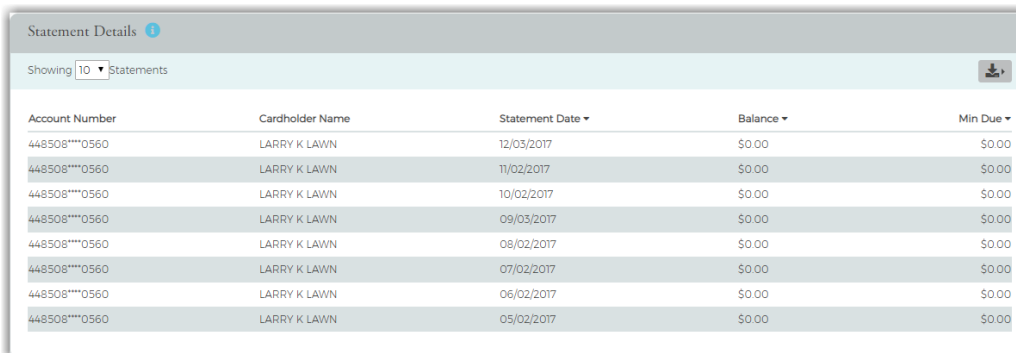 Statement Details i
Showing 10 Statements
Account Number Cardholder Name Statement Date Balance Min Due
448508****0560 LARRY K LAWN 12/03/2017 $0.00 $0.00
448508****0560 LARRY K LAWN 11/02/2017 $0.00 $0.00
448508****0560 LARRY K LAWN 10/02/2017 $0.00 $0.00
448508****0560 LARRY K LAWN 09/03/2017 $0.00 $0.00
448508****0560 LARRY K LAWN 08/02/2017 $0.00 $0.00
448508****0560 LARRY K LAWN 07/02/2017 $0.00 $0.00
448508****0560 LARRY K LAWN 06/02/2017 $0.00 $0.00
448508****0560 LARRY K LAWN 05/02/2017 $0.00 $0.00